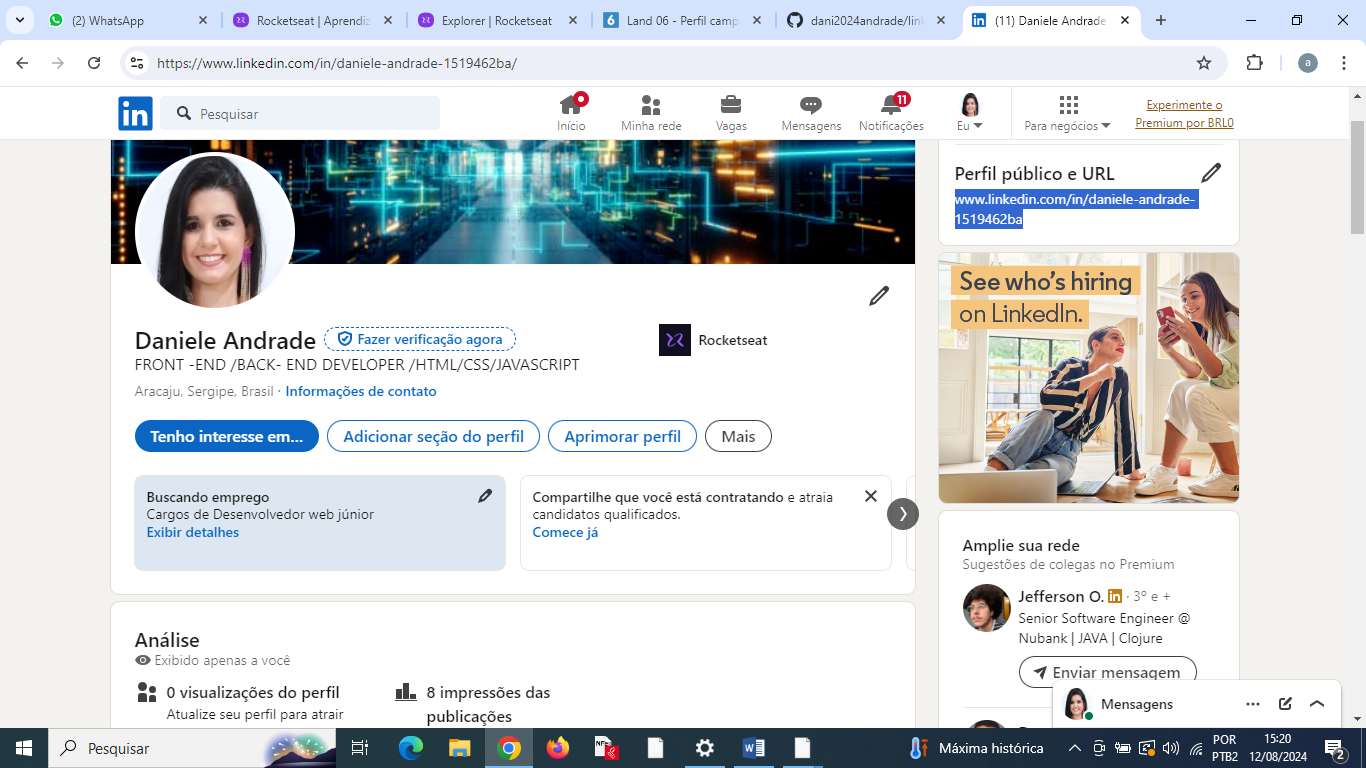 (2) WhatsApp
Rocketseat | Aprendiz
Explorer | Rocketseat
Land 06 - Perfil camp
dani2024andrade/link
(11) Daniele Andrade
https://www.linkedin.com/in/daniele-andrade-1519462ba/
a
in
Pesquisar
Início
Minha rede
Vagas
Mensagens
11
Notificações
Eu
Para negócios
Experimente o
Premium por BRL0
Perfil público e URL
www.linkedin.com/in/daniele-andrade-
1519462ba
See who's hiring
on LinkedIn.
Daniele Andrade
Fazer verificação agora
Rocketseat
FRONT -END /BACK- END DEVELOPER /HTML/CSS/JAVASCRIPT
Aracaju, Sergipe, Brasil · Informações de contato
Tenho interesse em...
Adicionar seção do perfil
Aprimorar perfil
Mais
Buscando emprego
Cargos de Desenvolvedor web júnior
Exibir detalhes
Compartilhe que você está contratando e atraia
candidatos qualificados.
Comece já
Amplie sua rede
Sugestões de colegas no Premium
Jefferson O. in · 3º e +
Senior Software Engineer @
Nubank | JAVA | Clojure
Enviar mensagem
Análise
Exibido apenas a você
0 visualizações do perfil
Atualize seu perfil para atrair
8 impressões das
publicações
Mensagens
Pesquisar
Máxima histórica
POR
PTB2
15:20
12/08/2024
2